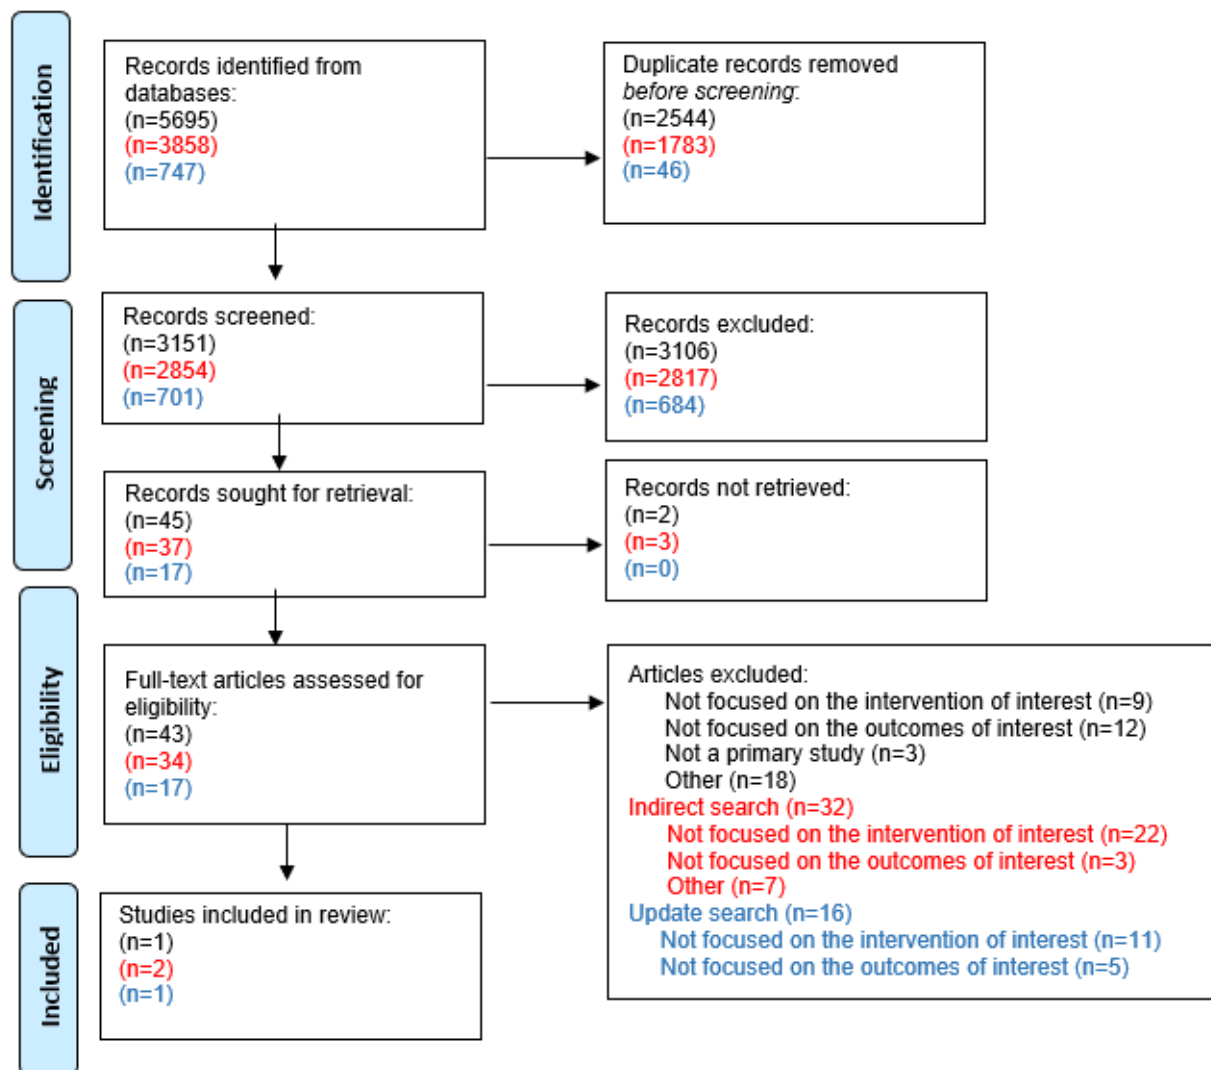 Identification
Records identified from
databases:
(n=5695)
(n=3858)
(n=747)
Duplicate records removed
before screening:
(n=2544)
(n=1783)
(n=46)
Screening
Records screened:
(n=3151)
(n=2854)
(n=701)
Records excluded:
(n=3106)
(n=2817)
(n=684)
Records sought for retrieval:
(n=45)
(n=37)
(n=17)
Records not retrieved:
(n=2)
(n=3)
(n=0)
Eligibility
Full-text articles assessed for
eligibility:
(n=43)
(n=34)
(n=17)
Articles excluded:
Not focused on the intervention of interest (n=9)
Not focused on the outcomes of interest (n=12)
Not a primary study (n=3)
Other (n=18)
Indirect search (n=32)
Not focused on the intervention of interest (n=22)
Not focused on the outcomes of interest (n=3)
Other (n=7)
Update search (n=16)
Not focused on the intervention of interest (n=11)
Not focused on the outcomes of interest (n=5)
Included
Studies included in review:
(n=1)
(n=2)
(n=1)